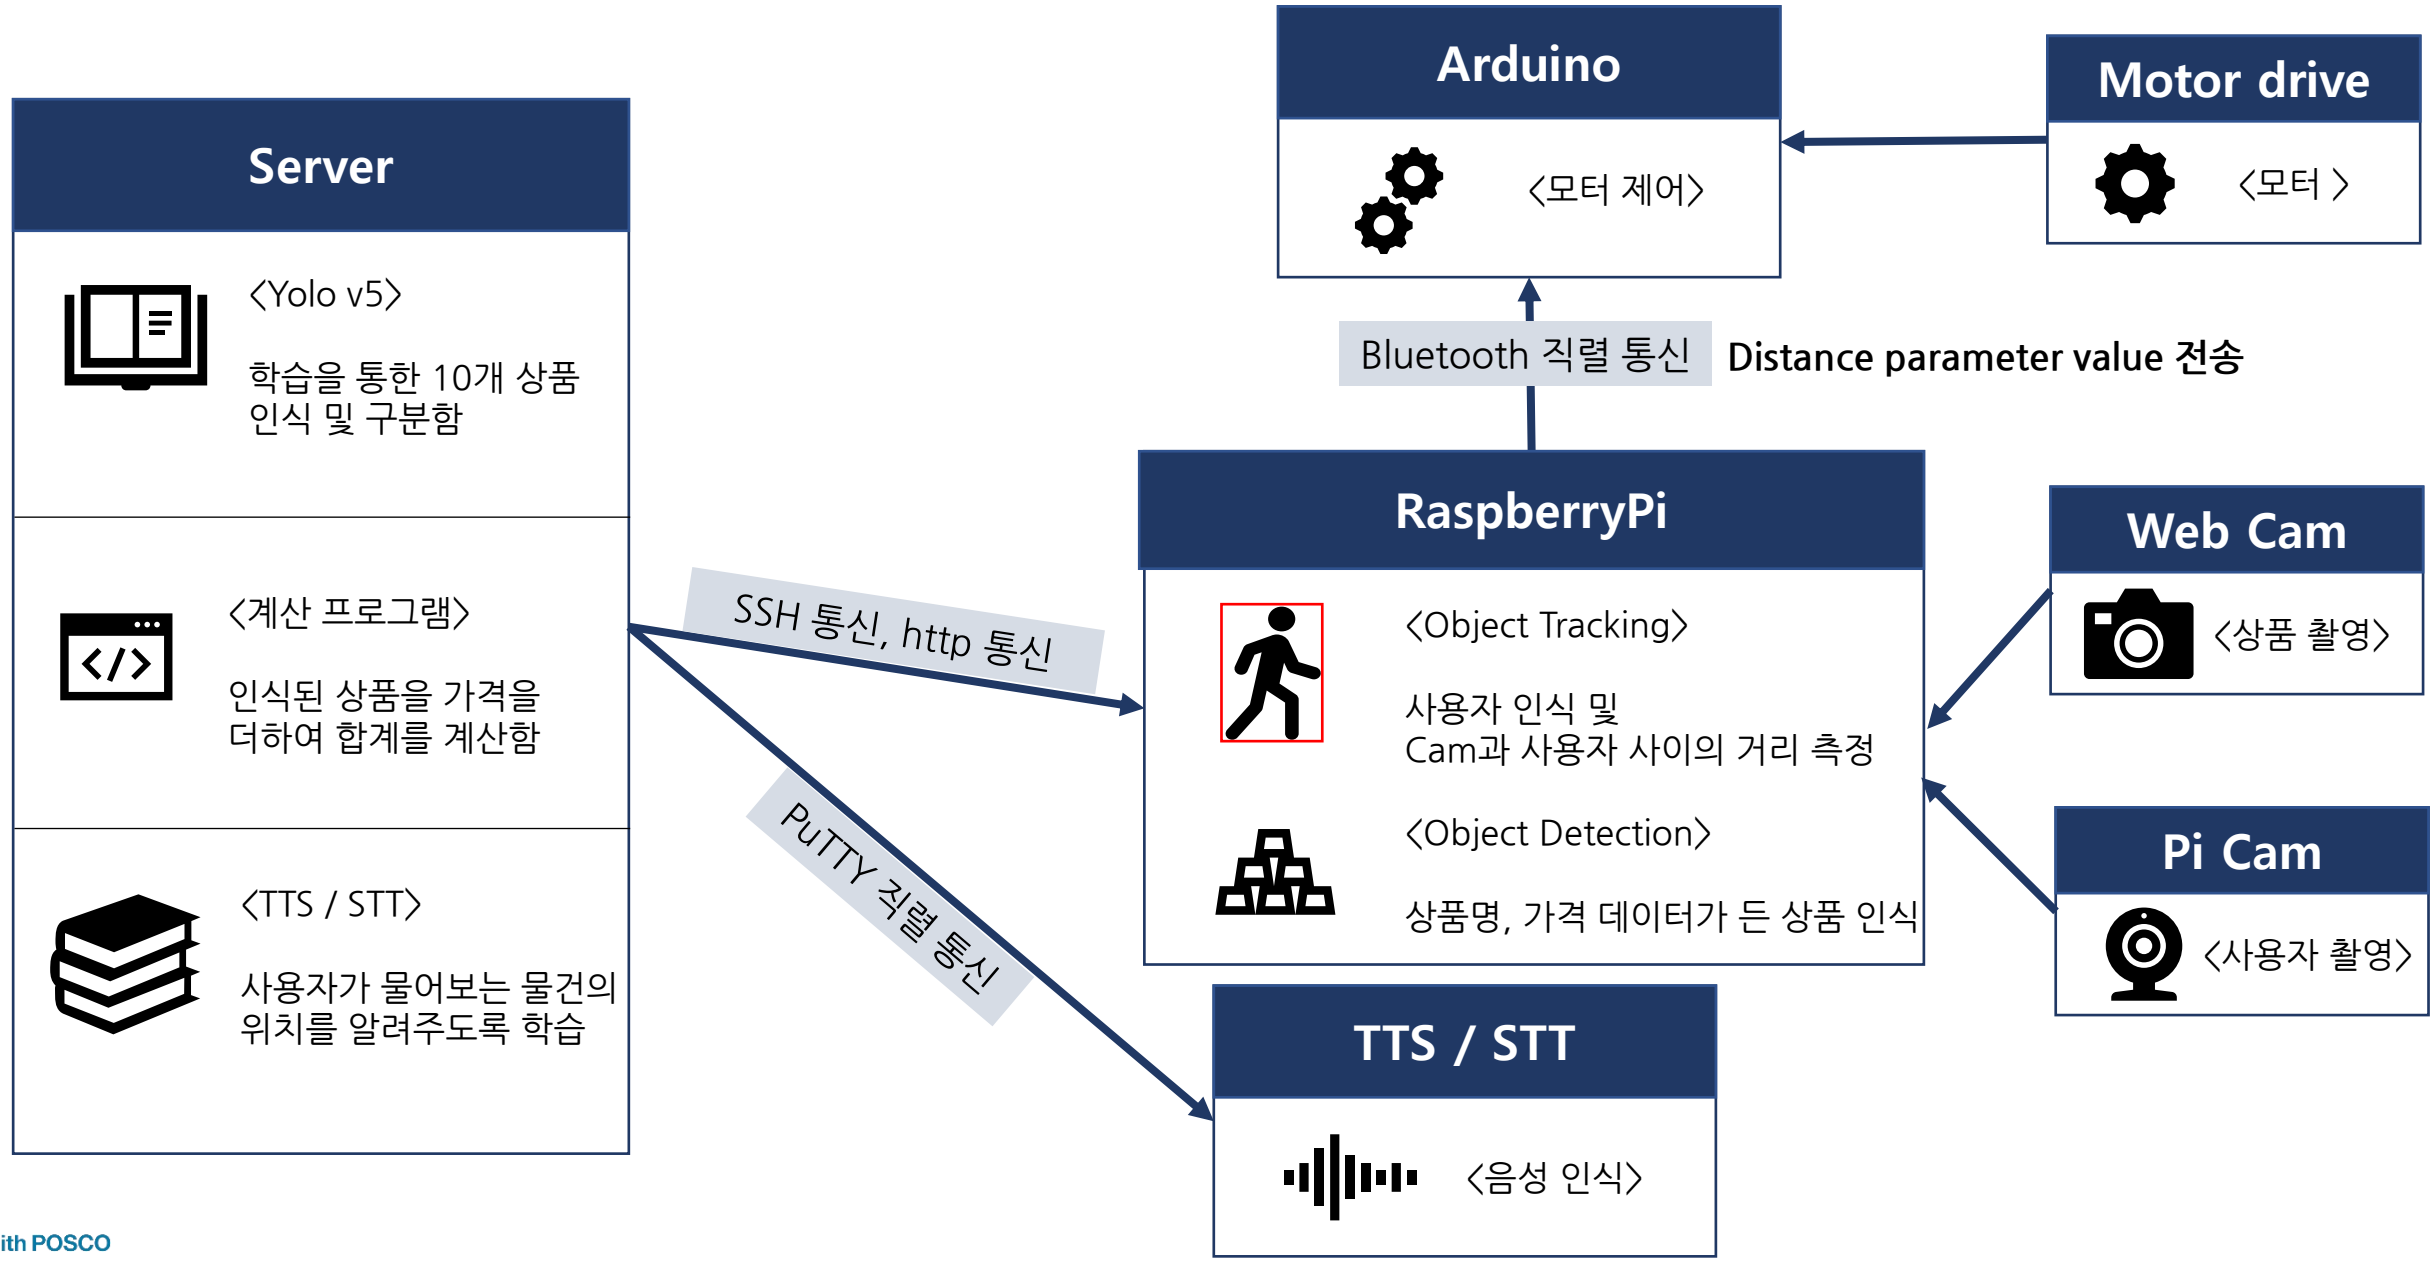 Server
<Yolo v5>
학습을 통한 10개 상품
인식 및 구분함
<계산 프로그램>
인식된 상품을 가격을
더하여 합계를 계산함
<TTS / STT>
사용자가 물어보는 물건의
위치를 알려주도록 학습
SSH 통신, http 통신
PuTTY 직렬 통신
Arduino
<모터 제어>
Motor drive
<모터 >
Bluetooth 직렬 통신
Distance parameter value 전송
RaspberryPi
<Object Tracking>
사용자 인식 및
Cam과 사용자 사이의 거리 측정
<Object Detection>
상품명, 가격 데이터가 든 상품 인식
Web Cam
<상품 촬영>
Pi Cam
<사용자 촬영>
TTS / STT
<음성 인식>
ith POSCO